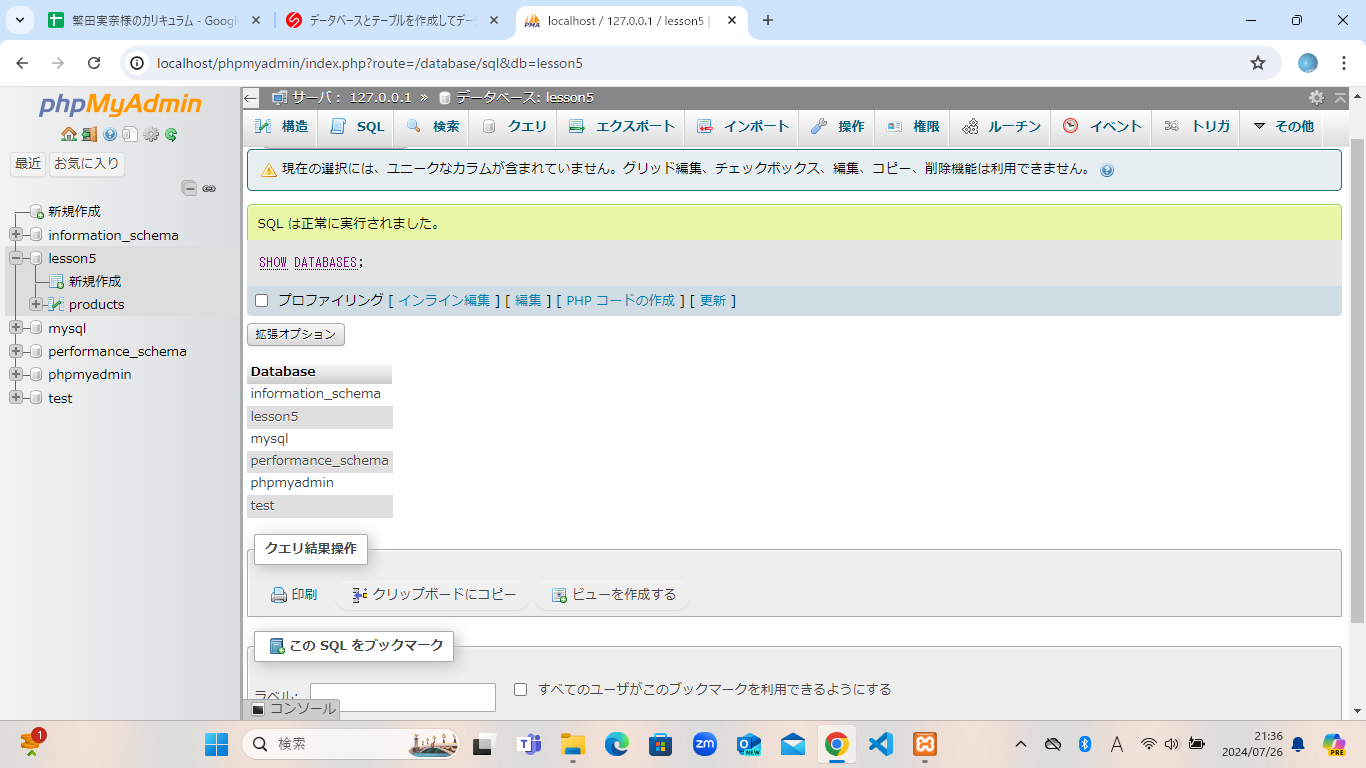 繁田実奈様のカリキュラム - Googl
データベースとテーブルを作成してデー
localhost / 127.0.0.1 / lesson5 |
localhost/phpmyadmin/index.php?route=/database/sql&db=lesson5
phpMyAdmin
最近
お気に入り
新規作成
information_schema
lesson5
新規作成
products
mysql
performance_schema
phpmyadmin
test
サーバ： 127.0.0.1 » データベース: lesson5
構造
SQL
検索
クエリ
エクスポート
インポート
操作
権限
ルーチン
イベント
トリガ
その他
現在の選択には、ユニークなカラムが含まれていません。グリッド編集、チェックボックス、編集、コピー、削除機能は利用できません。
SQL は正常に実行されました。
SHOW DATABASES;
プロファイリング [ インライン編集 ] [ 編集 ] [ PHP コードの作成 ] [ 更新 ]
拡張オプション
Database
information_schema
lesson5
mysql
performance_schema
phpmyadmin
test
クエリ結果操作
印刷
クリップボードにコピー
ビューを作成する
この SQL をブックマーク
ラベル:
すべてのユーザがこのブックマークを利用できるようにする
コンソール
1
検索
zm
NEW
A
21:36
2024/07/26
PRE